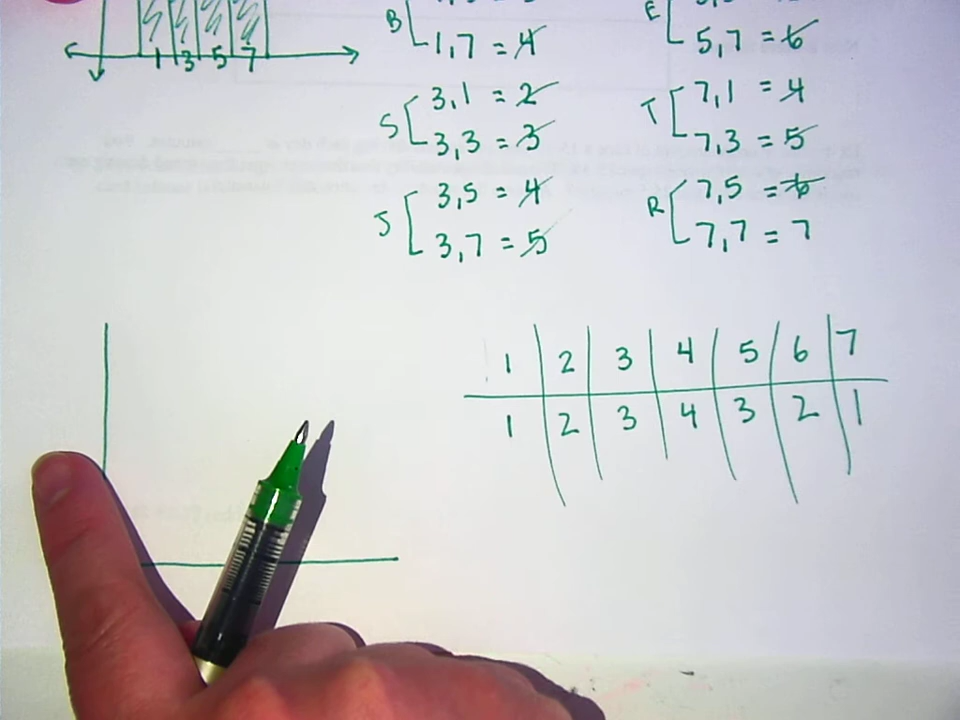 1 3 5 7
B
1,7 = 4
S
3,1 = 2
3,3 = 3
J
3,5 = 4
3,7 = 5
E
5,7 = 6
T
7,1 = 4
7,3 = 5
R
7,5 = 6
7,7 = 7
1 2 3 4 5 6 7
1 2 3 4 3 2 1